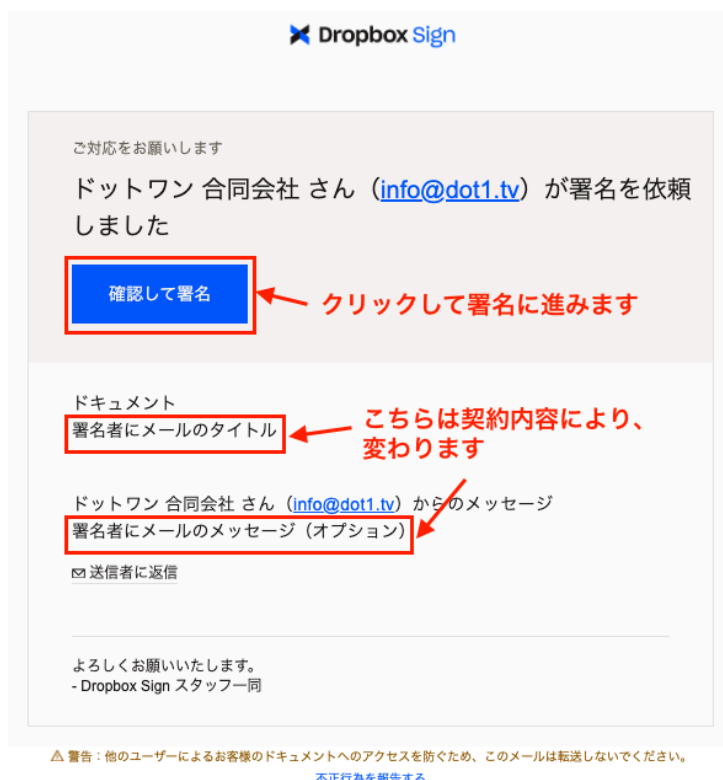 Dropbox Sign
ご対応をお願いします
ドットワン 合同会社 さん（info@dot1.tv）が署名を依頼
しました
確認して署名
クリックして署名に進みます
ドキュメント
署名者にメールのタイトル
こちらは契約内容により、
変わります
ドットワン 合同会社 さん（info@dot1.tv）からのメッセージ
署名者にメールのメッセージ（オプション）
送信者に返信
よろしくお願いいたします。
- Dropbox Sign スタッフ一同
警告：他のユーザーによるお客様のドキュメントへのアクセスを防ぐため、このメールは転送しないでください。
不正行為を報告する